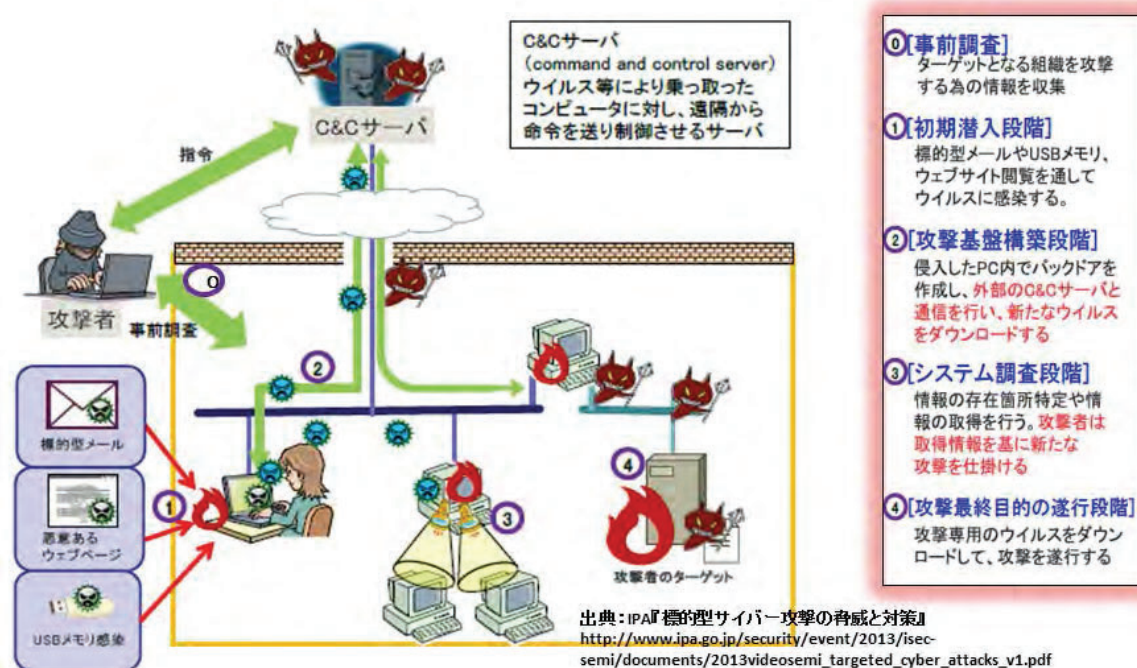 C&Cサーバ
(command and control server)
ウイルス等により乗っ取った
コンピュータに対し、遠隔から
命令を送り制御させるサーバ
C&Cサーバ
指令
攻撃者
0
事前調査
2
標的型メール
1
悪意ある
ウェブページ
USBメモリ感染
3
4
攻撃者のターゲット
出典：IPA『標的型サイバー攻撃の脅威と対策』
http://www.ipa.go.jp/security/event/2013/isec-
semi/documents/2013videosemi_targeted_cyber_attacks_v1.pdf
0[事前調査]
ターゲットとなる組織を攻撃
する為の情報を収集
1[初期潜入段階]
標的型メールやUSBメモリ、
ウェブサイト閲覧を通して
ウイルスに感染する。
2[攻撃基盤構築段階]
侵入したPC内でバックドアを
作成し、外部のC&Cサーバと
通信を行い、新たなウイルス
をダウンロードする
3[システム調査段階]
情報の存在箇所特定や情
報の取得を行う。攻撃者は
取得情報を基に新たな
攻撃を仕掛ける
4[攻撃最終目的の遂行段階]
攻撃専用のウイルスをダウン
ロードして、攻撃を遂行する